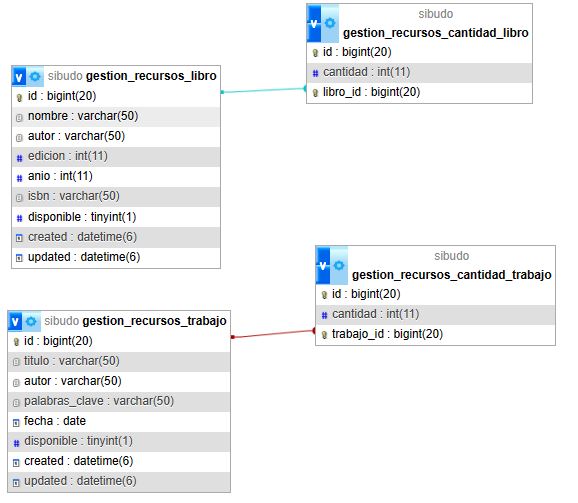 sibudo gestion_recursos_libro
id : bigint(20)
nombre : varchar(50)
autor : varchar(50)
edicion : int(11)
anio : int(11)
isbn : varchar(50)
disponible : tinyint(1)
created : datetime(6)
updated : datetime(6)
sibudo
gestion_recursos_cantidad_libro
id : bigint(20)
cantidad : int(11)
libro_id : bigint(20)
sibudo gestion_recursos_trabajo
id : bigint(20)
titulo : varchar(50)
autor : varchar(50)
palabras_clave : varchar(50)
fecha : date
disponible : tinyint(1)
created : datetime(6)
updated : datetime(6)
sibudo
gestion_recursos_cantidad_trabajo
id : bigint(20)
cantidad : int(11)
trabajo_id : bigint(20)